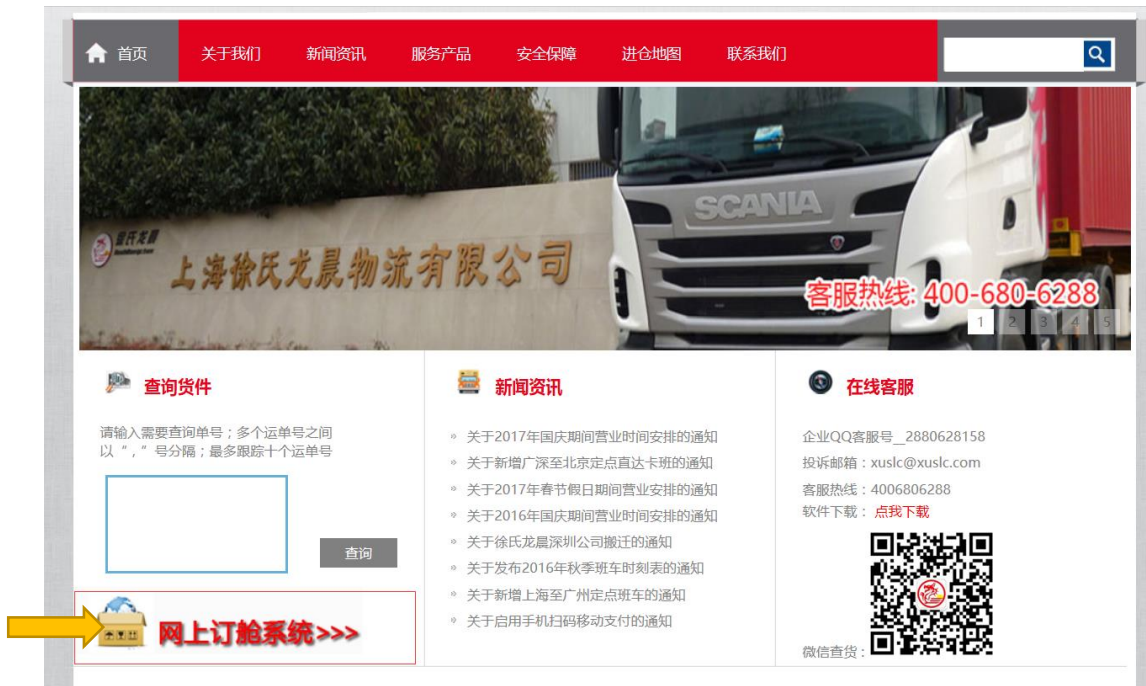 首页 关于我们 新闻资讯 服务产品 安全保障 进仓地图 联系我们
徐氏龙晨
上海徐氏龙晨物流有限公司
SCANIA
客服热线: 400-680-6288
1 2 3 4 5
查询货件
请输入需要查询单号；多个运单号之间
以“，”号分隔；最多跟踪十个运单号
查询
网上订舱系统>>>
新闻资讯
关于2017年国庆期间营业时间安排的通知
关于新增广深至北京定点直达卡班的通知
关于2017年春节假日期间营业安排的通知
关于2016年国庆期间营业时间安排的通知
关于徐氏龙晨深圳公司搬迁的通知
关于发布2016年秋季班车时刻表的通知
关于新增上海至广州定点班车的通知
关于启用手机扫码移动支付的通知
在线客服
企业QQ客服号__2880628158
投诉邮箱：xuslc@xuslc.com
客服热线：4006806288
软件下载： 点我下载
微信查货：